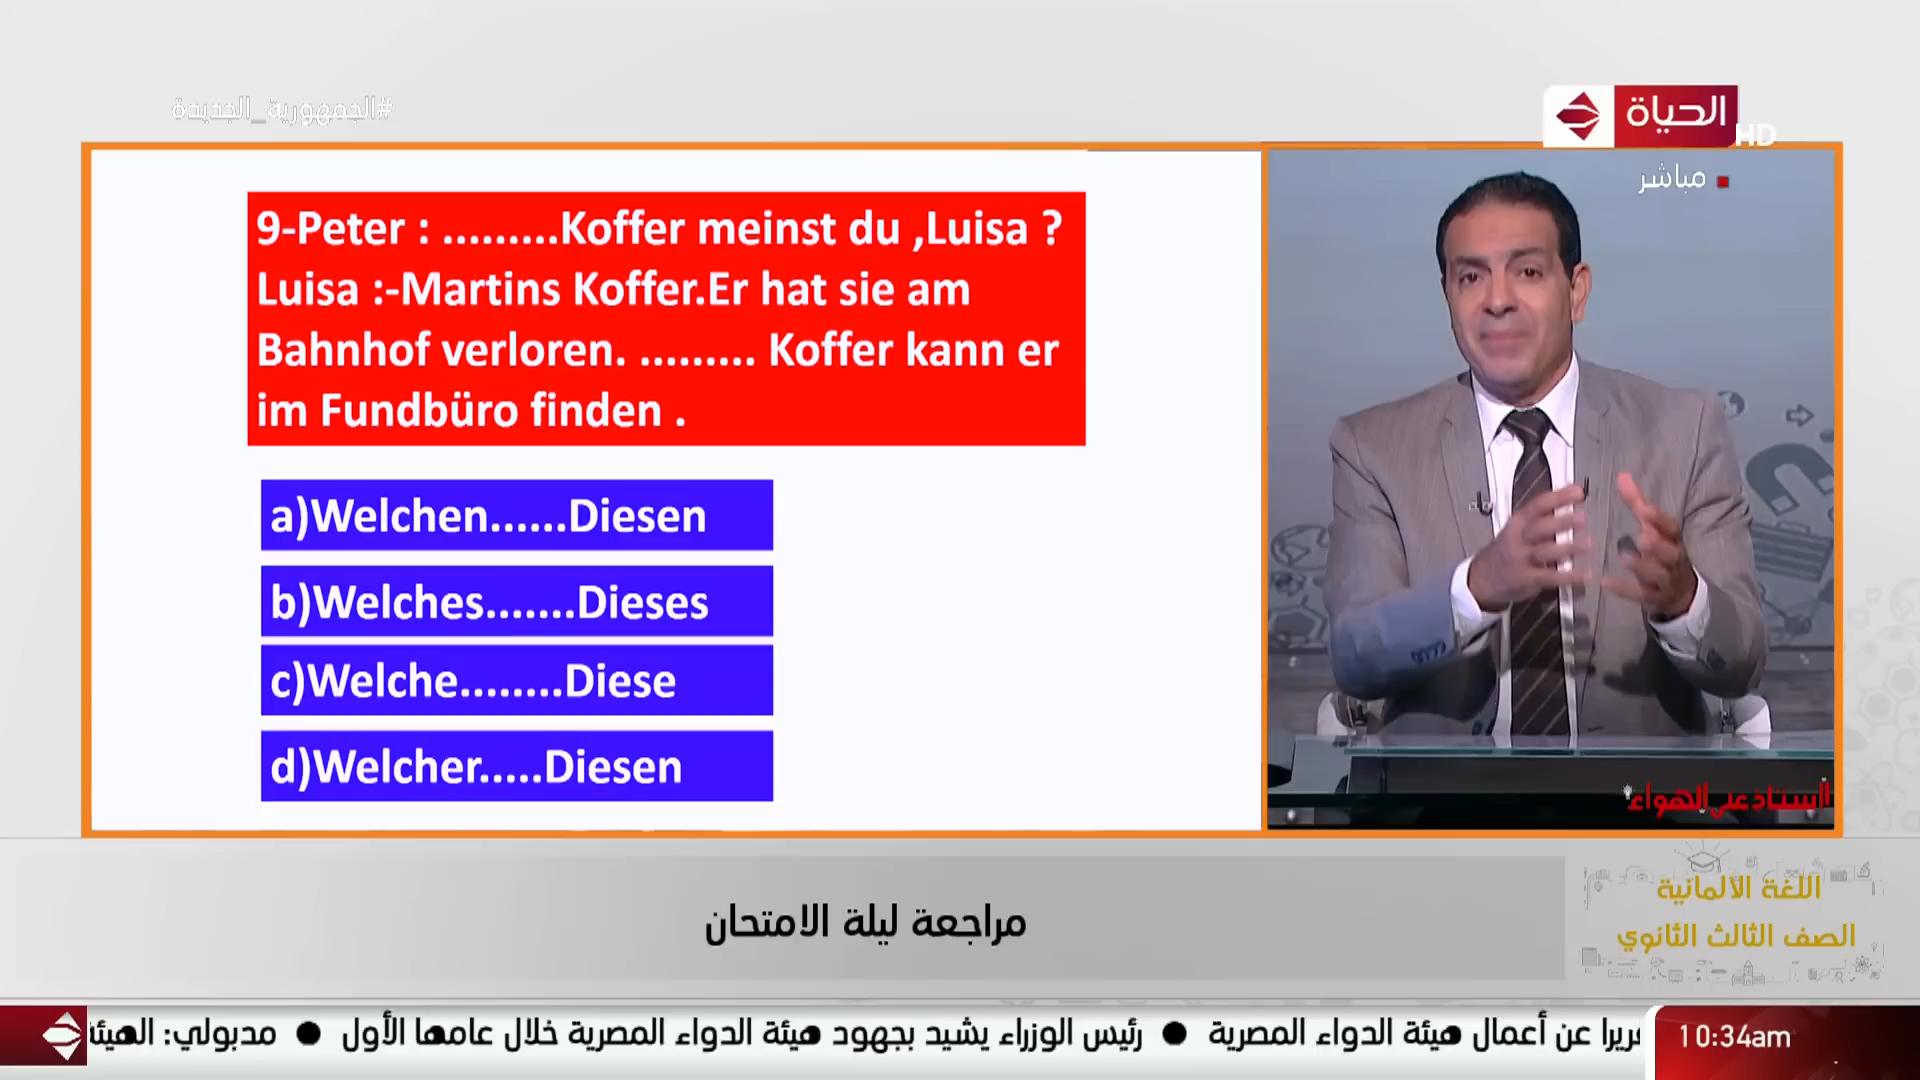 #الجمهورية_الجديدة
الحياة
HD
مباشر
9-Peter : .........Koffer meinst du ,Luisa ?
Luisa :-Martins Koffer.Er hat sie am
Bahnhof verloren. ......... Koffer kann er
im Fundbüro finden .
a)Welchen......Diesen
b)Welches.......Dieses
c)Welche........Diese
d)Welcher.....Diesen
أستاذ على الهواء
مراجعة ليلة الامتحان
اللغة الالمانية
الصف الثالث الثانوي
عن أعمال هيئة الدواء المصرية ● رئيس الوزراء يشيد بجهود هيئة الدواء المصرية خلال عامها الأول ● مدبولي:
10:34am